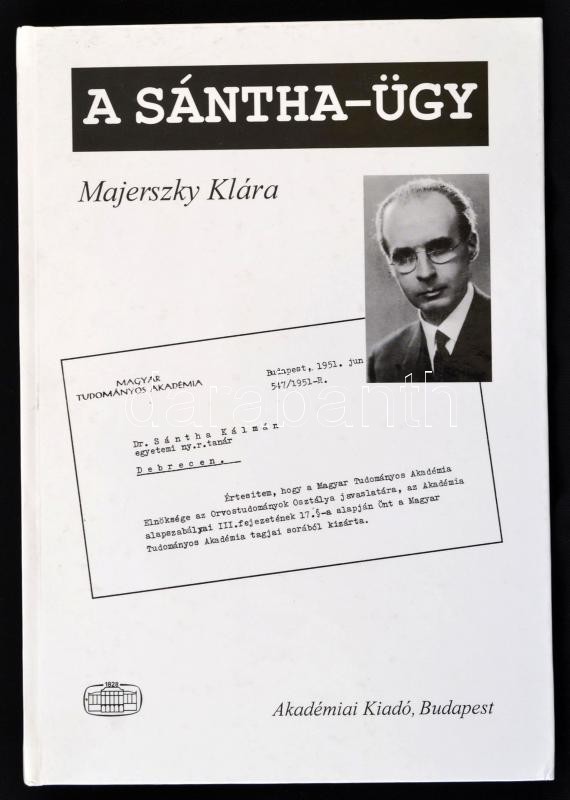 A SÁNTHA–ÜGY
Majerszky Klára
MAGYAR
TUDOMÁNYOS AKADÉMIA
Budapest,, 1951. jun
547/1951-R.
Dr. Sántha Kálmán
egyetemi ny.r.tanár
Debrecen.
Értesitem, hogy a Magyar Tudományos Akadémia
Elnöksége az Orvostudományok Osztálya javaslatára, az Akadémia
alapszabályai III.fejezetének 17.§-a alapján Önt a Magyar
Tudományos Akadémia tagjai sorából kizárta.
darabanth
1828
Akadémiai Kiadó, Budapest